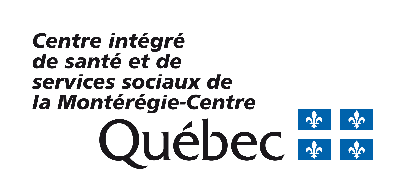 Centre intégré
de santé et de
services sociaux de
la Montérégie-Centre
Québec